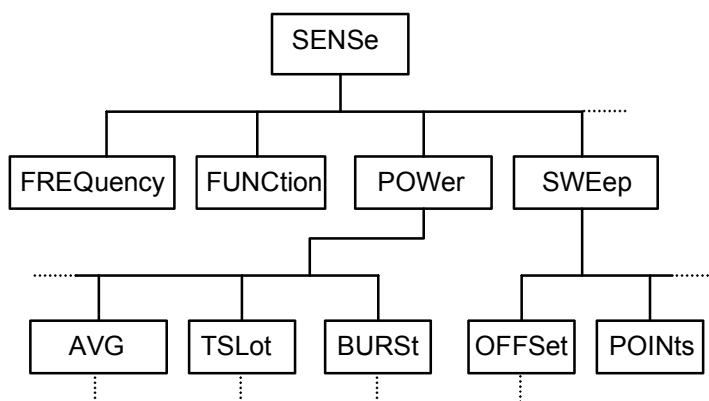 SENSe
FREQuency FUNCtion POWer SWEep
AVG TSLot BURSt OFFSet POINts